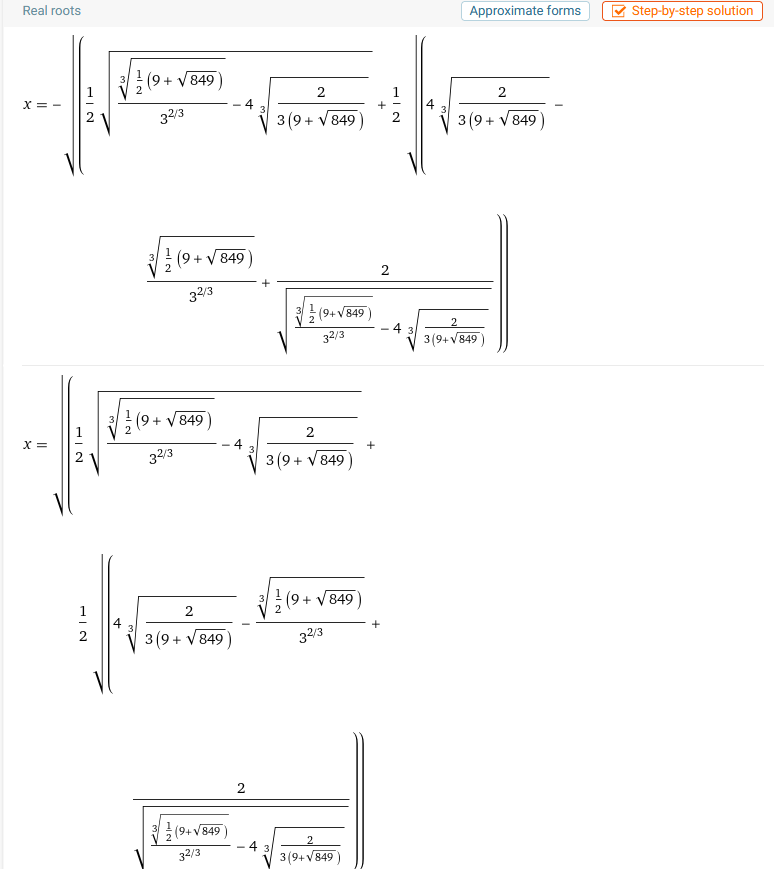 Real roots Approximate forms Step-by-step solution
x = −√((1/2 √(∛(1/2 (9 + √849))/3^(2/3) − 4 ∛(2/(3 (9 + √849)))) + 1/2 √((4 ∛(2/(3 (9 + √849))) −
∛(1/2 (9 + √849))/3^(2/3) + 2/√(∛(1/2 (9+√849))/3^(2/3) − 4 ∛(2/(3 (9+√849))))))))
x = √((1/2 √(∛(1/2 (9 + √849))/3^(2/3) − 4 ∛(2/(3 (9 + √849)))) +
1/2 √((4 ∛(2/(3 (9 + √849))) − ∛(1/2 (9 + √849))/3^(2/3) +
2/√(∛(1/2 (9+√849))/3^(2/3) − 4 ∛(2/(3 (9+√849))))))))